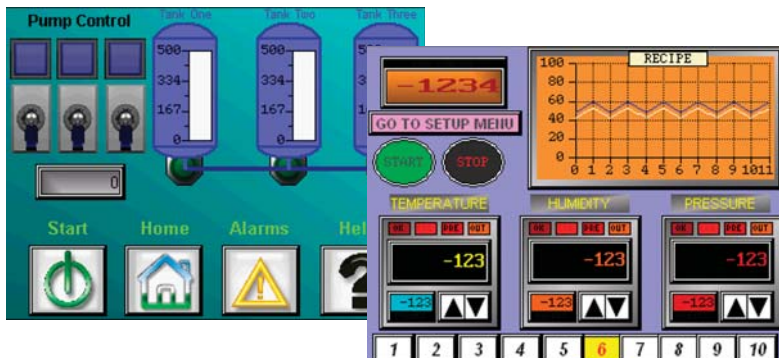 Pump Control
Tank One
Tank Two
Tank Three
500
334
167
0
500
334
167
0
0
Start
Home
Alarms
-1234
GO TO SETUP MENU
START
STOP
RECIPE
100
80
60
40
20
0
0 1 2 3 4 5 6 7 8 9 10 11
TEMPERATURE
HUMIDITY
PRESSURE
OK PRE OUT
OK PRE OUT
OK PRE OUT
-123
-123
-123
-123
-123
-123
1 2 3 4 5 6 7 8 9 10